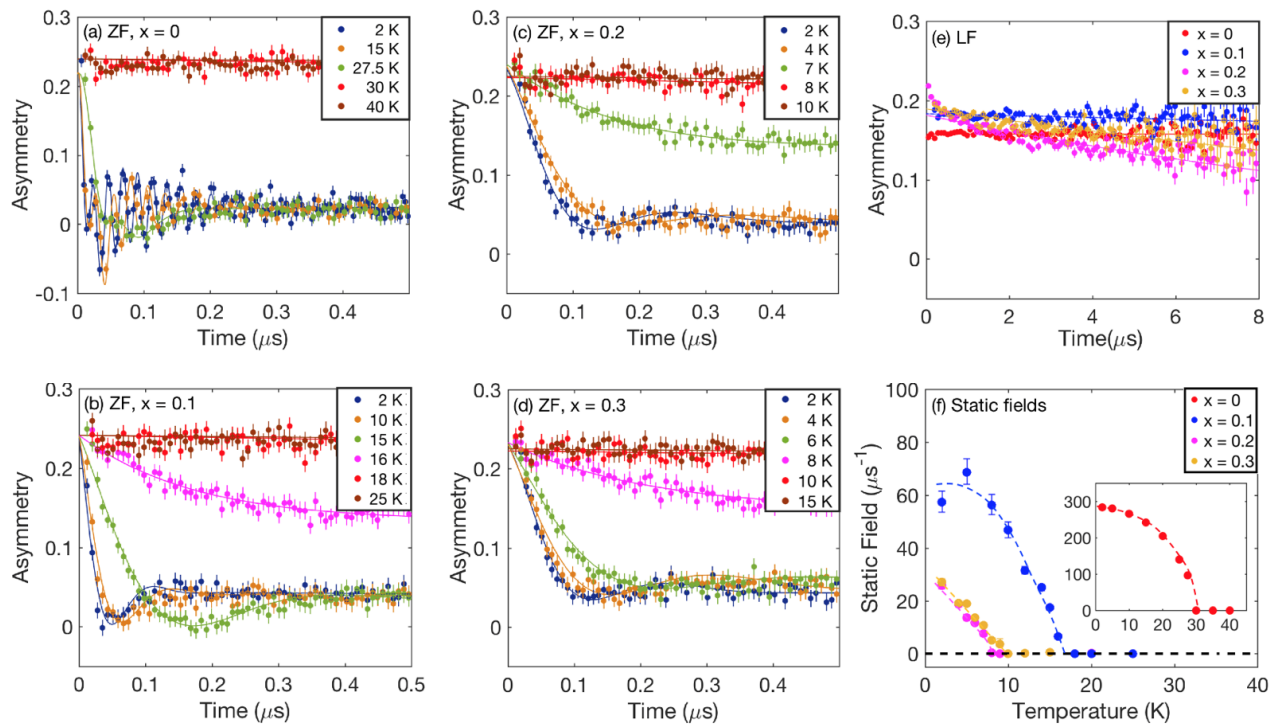 (a) ZF, x = 0
2 K
15 K
27.5 K
30 K
40 K
0.3
0.2
0.1
0
-0.1
Asymmetry
0
0.1
0.2
0.3
0.4
Time (μs)
(c) ZF, x = 0.2
2 K
4 K
7 K
8 K
10 K
0.3
0.2
0.1
0
Asymmetry
0
0.1
0.2
0.3
0.4
Time (μs)
(e) LF
x = 0
x = 0.1
x = 0.2
x = 0.3
0.3
0.2
0.1
0
Asymmetry
0
2
4
6
8
Time(μs)
(b) ZF, x = 0.1
2 K
10 K
15 K
16 K
18 K
25 K
0.3
0.2
0.1
0
Asymmetry
0
0.1
0.2
0.3
0.4
0.5
Time (μs)
(d) ZF, x = 0.3
2 K
4 K
6 K
8 K
10 K
15 K
0.3
0.2
0.1
0
Asymmetry
0
0.1
0.2
0.3
0.4
Time (μs)
(f) Static fields
x = 0
x = 0.1
x = 0.2
x = 0.3
100
80
60
40
20
0
Static Field (μs⁻¹)
300
200
100
0
0
10
20
30
40
0
10
20
30
40
Temperature (K)